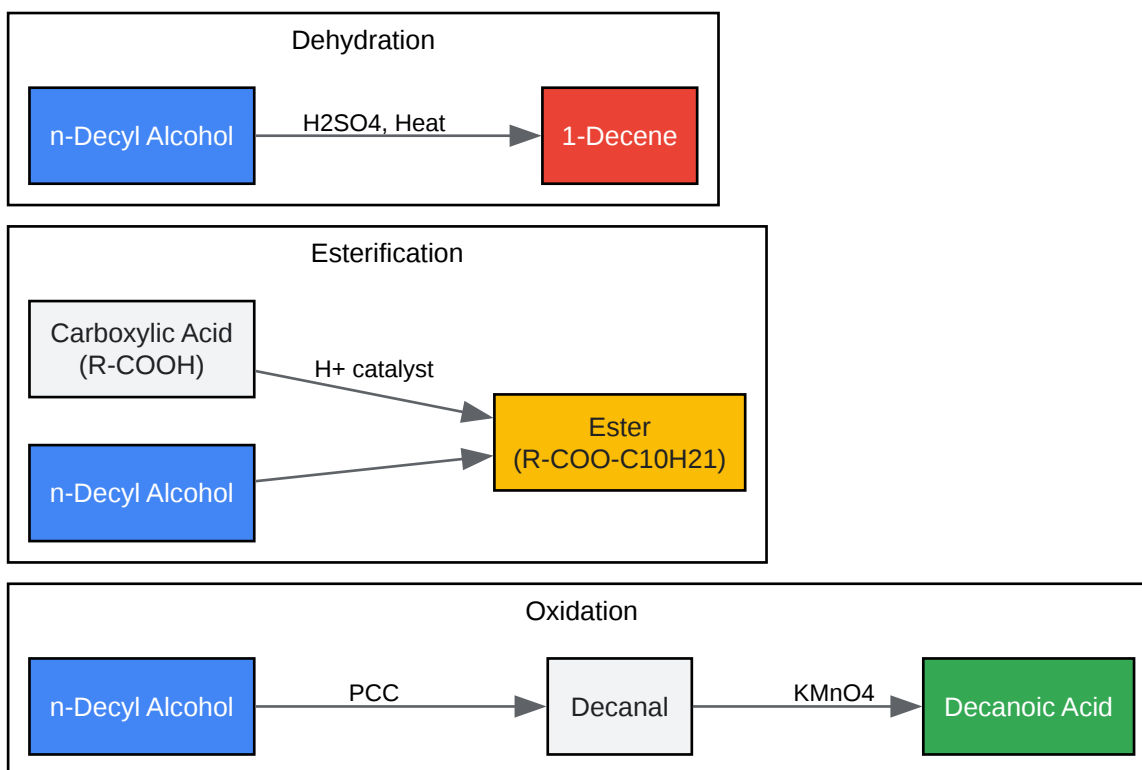 Dehydration
n-Decyl Alcohol
H2SO4, Heat
1-Decene
Esterification
Carboxylic Acid
(R-COOH)
H+ catalyst
Ester
(R-COO-C10H21)
n-Decyl Alcohol
Oxidation
n-Decyl Alcohol
PCC
Decanal
KMnO4
Decanoic Acid